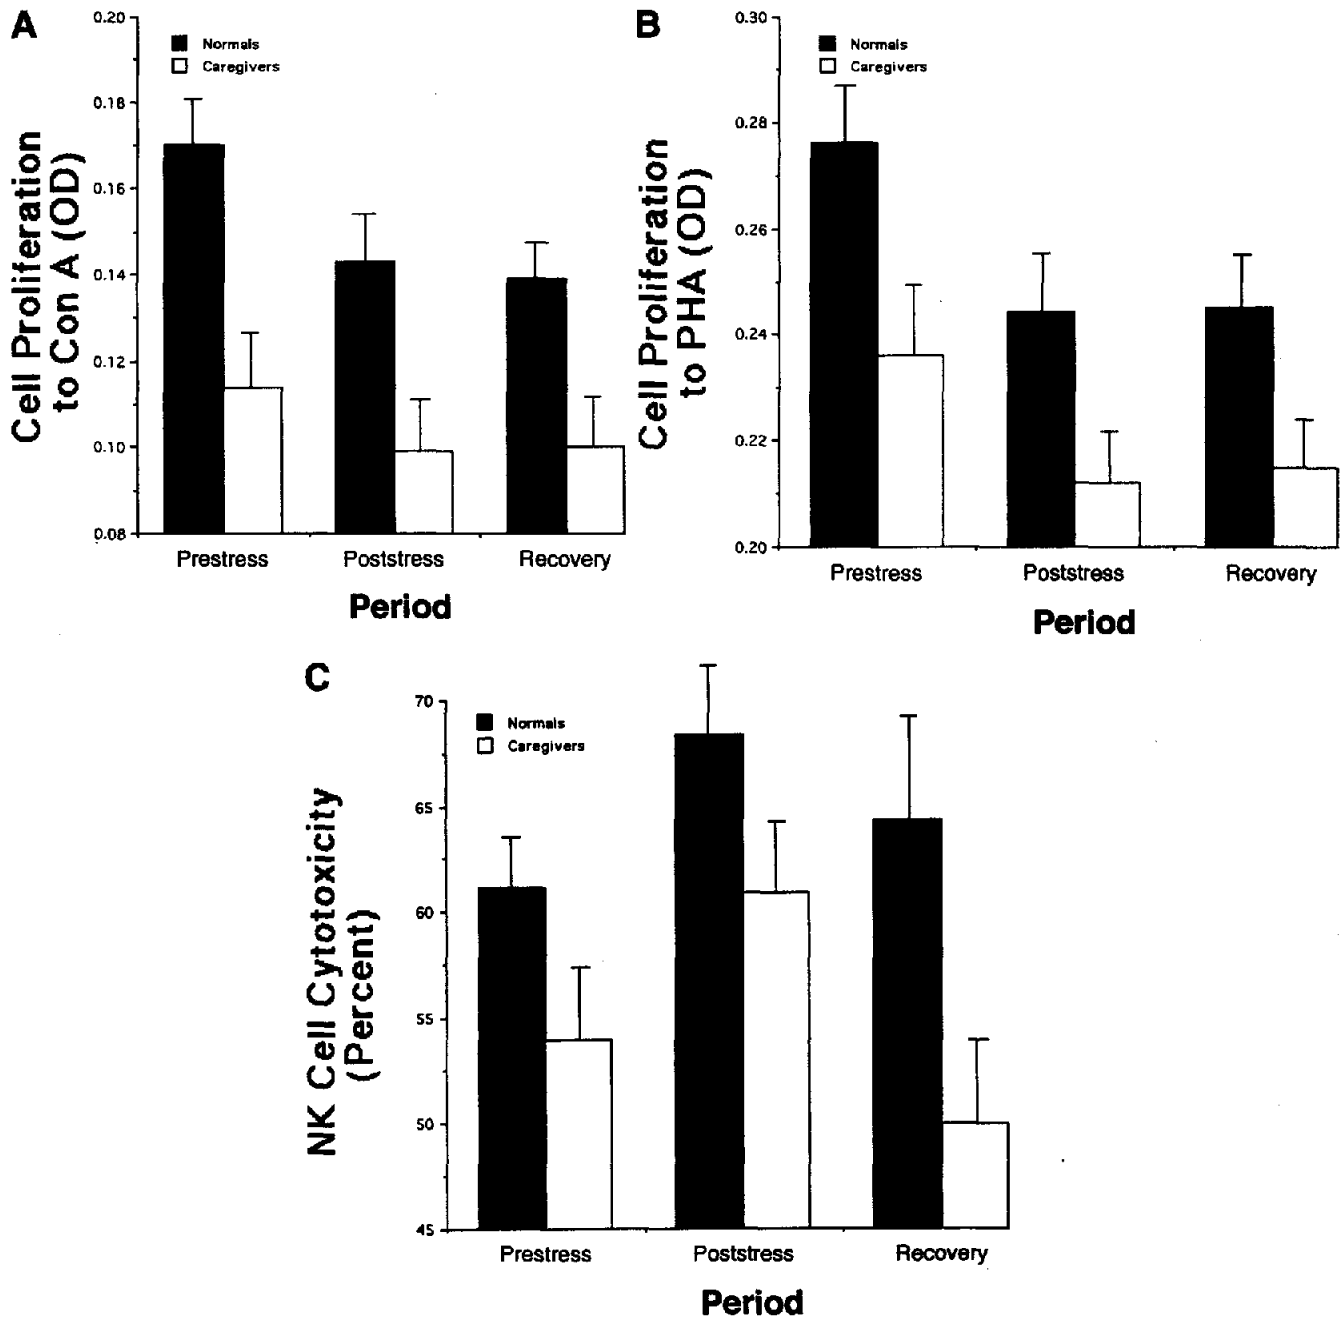 A
Cell Proliferation
to Con A (OD)
0.20
0.18
0.16
0.14
0.12
0.10
0.08
Normals
Caregivers
Prestress
Poststress
Recovery
Period
B
Cell Proliferation
to PHA (OD)
0.30
0.28
0.26
0.24
0.22
0.20
Normals
Caregivers
Prestress
Poststress
Recovery
Period
C
NK Cell Cytotoxicity
(Percent)
70
65
60
55
50
45
Normals
Caregivers
Prestress
Poststress
Recovery
Period